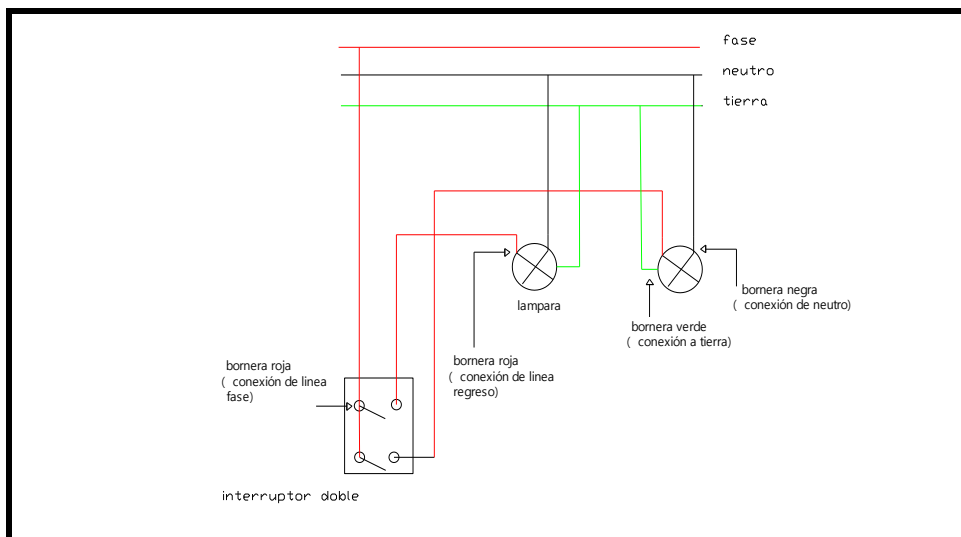 fase
neutro
tierra
bornera negra
( conexión de neutro)
lampara
bornera verde
( conexión a tierra)
bornera roja
( conexión de linea
regreso)
bornera roja
( conexión de linea
fase)
interruptor doble